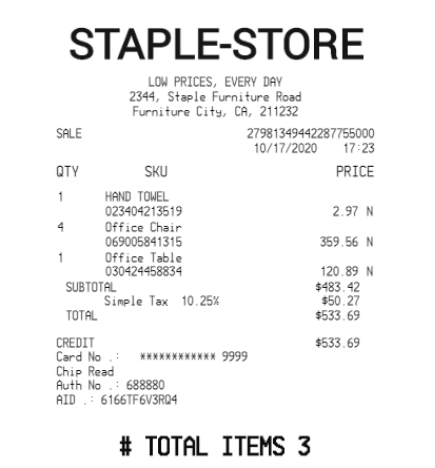 STAPLE-STORE
LOW PRICES, EVERY DAY
2344, Staple Furniture Road
Furniture City, CA, 211232
SALE 27981349442287755000
10/17/2020 17:23
QTY SKU PRICE
1 HAND TOWEL
023404213519 2.97 N
4 Office Chair
069005841315 359.56 N
1 Office Table
030424458834 120.89 N
SUBTOTAL $483.42
Simple Tax 10.25% $50.27
TOTAL $533.69
CREDIT $533.69
Card No .: ************ 9999
Chip Read
Auth No .: 688880
AID .: 6166TF6V3RQ4
# TOTAL ITEMS 3